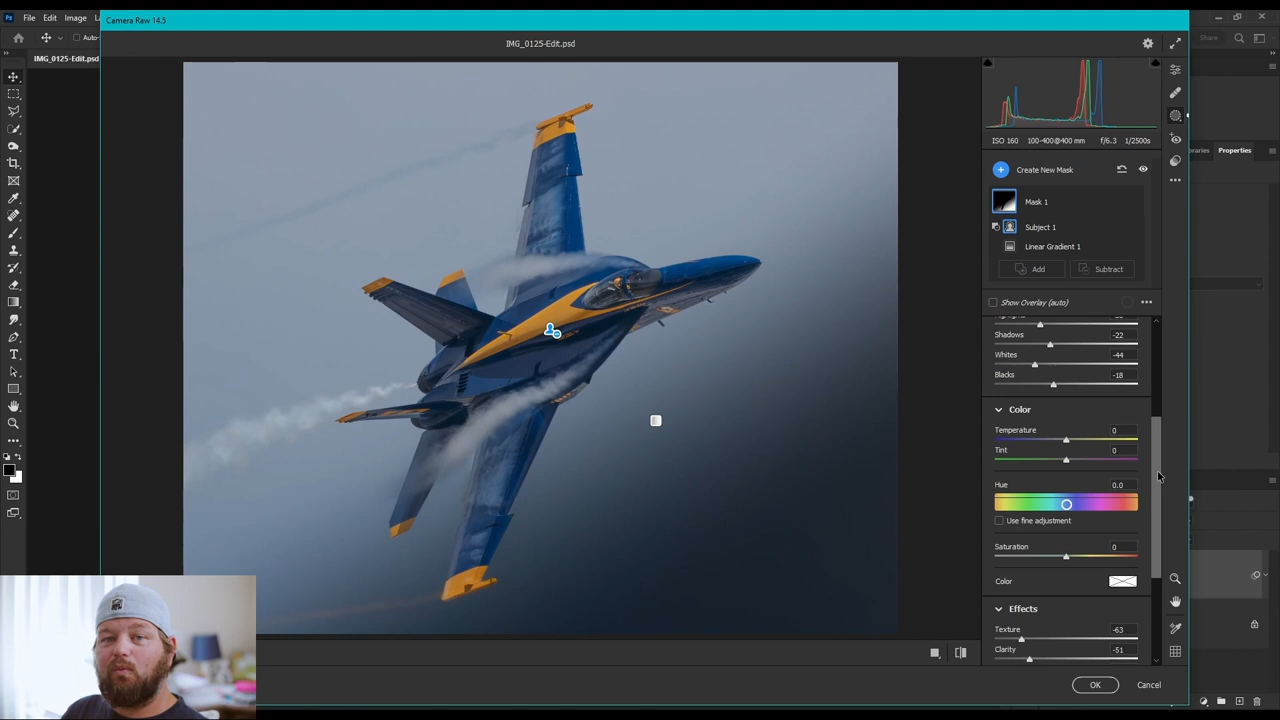 Camera Raw 14.5
File Edit Image
Auto-
Share
IMG_0125-Edit.psd
IMG_0125-Edit.psd
ISO 160 100-400@400 mm f/6.3 1/2500s
Properties
Create New Mask
Mask 1
Subject 1
Linear Gradient 1
Add Subtract
Show Overlay (auto)
Shadows -22
Whites -44
Blacks -18
Color
Temperature 0
Tint 0
Hue 0.0
Use fine adjustment
Saturation 0
Color
Effects
Texture -63
Clarity -51
OK Cancel